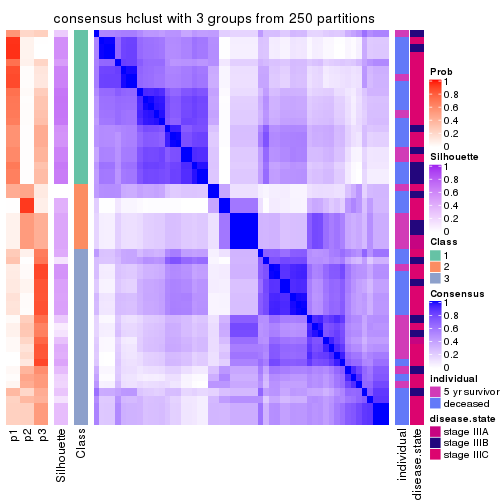 consensus hclust with 3 groups from 250 partitions
Prob
1
0.8
0.6
0.4
0.2
0
Silhouette
1
0.8
0.6
0.4
0.2
0
Class
1
2
3
Consensus
1
0.8
0.6
0.4
0.2
0
individual
5 yr survivor
deceased
disease.state
stage IIIA
stage IIIB
stage IIIC
p1
p2
p3
Silhouette
Class
individual
disease.state